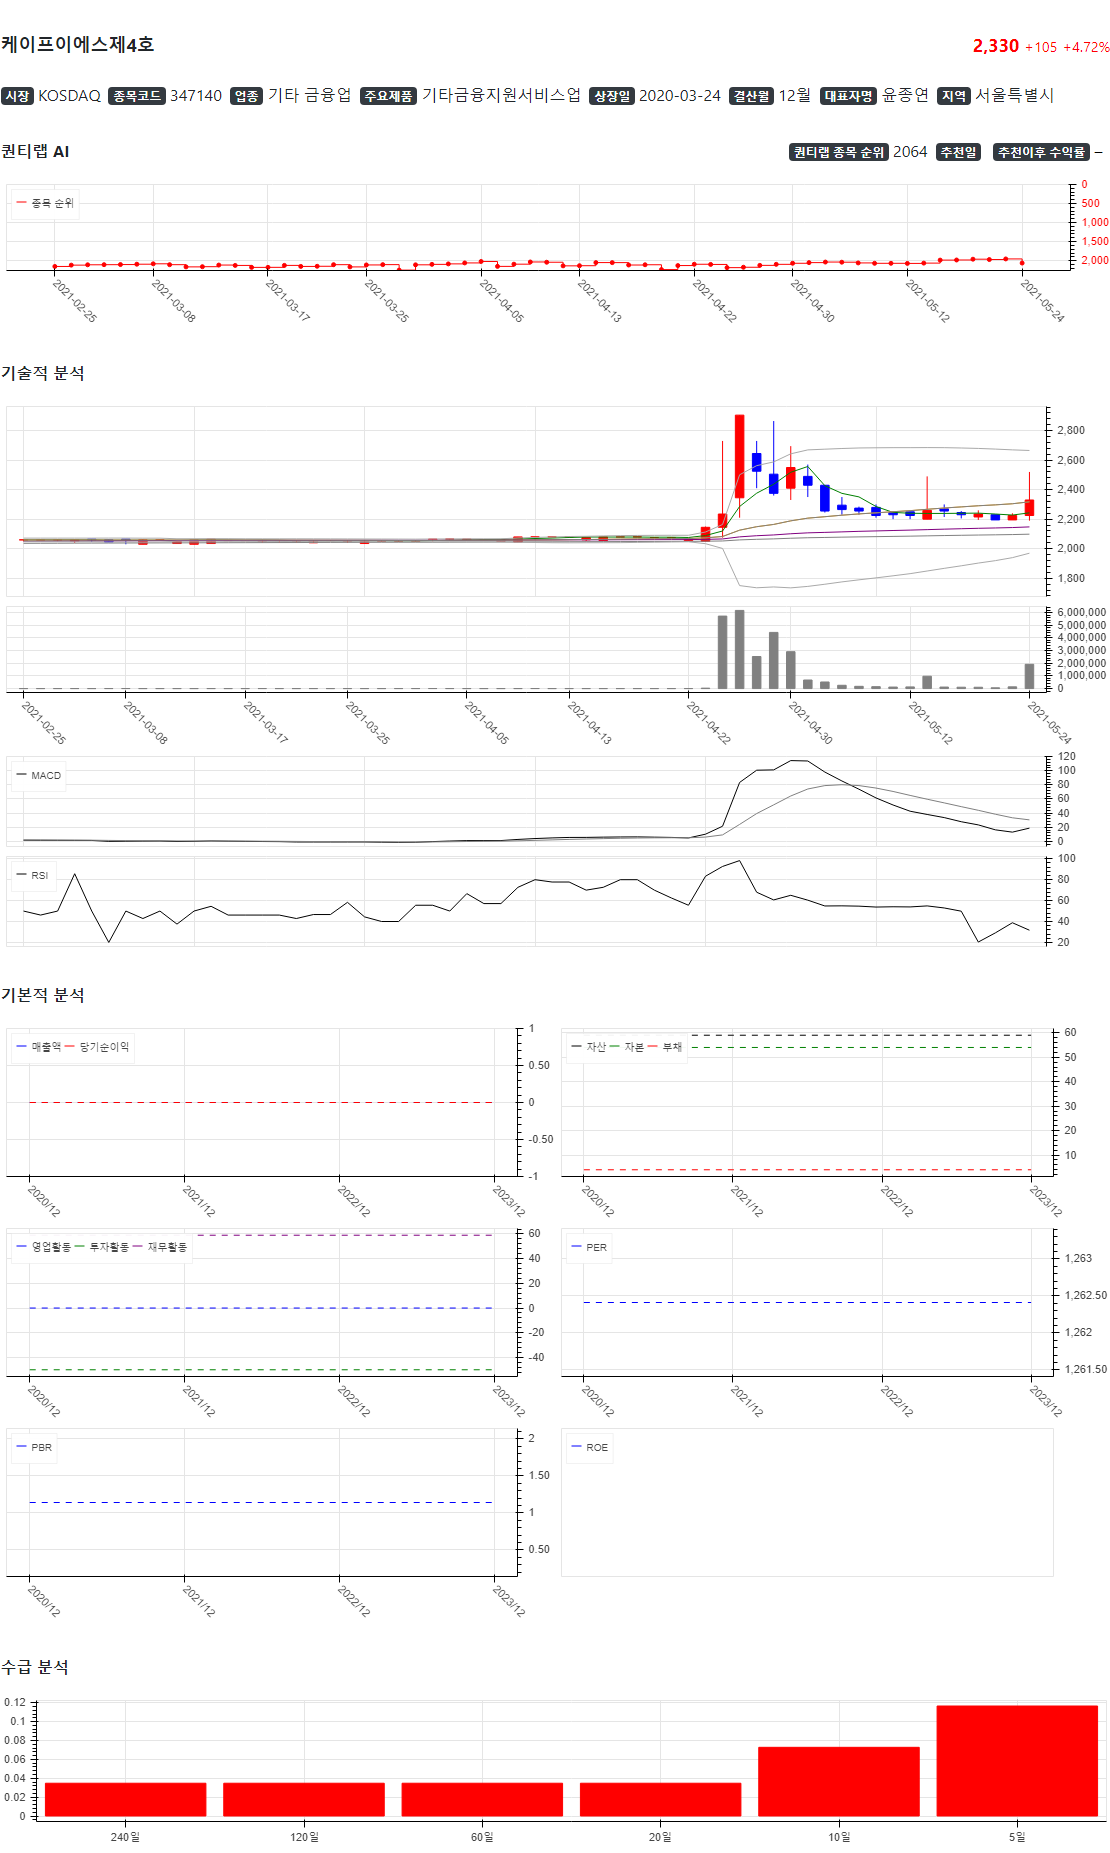 케이프이에스제4호
2,330 +105 +4.72%
시장 KOSDAQ 종목코드 347140 업종 기타 금융업 주요제품 기타금융지원서비스업 상장일 2020-03-24 결산월 12월 대표자명 윤종연 지역 서울특별시
퀀티랩 AI
퀀티랩 종목 순위 2064 추천일 추천이후 수익률 –
종목 순위
0
500
1,000
1,500
2,000
2021-02-25 2021-03-08 2021-03-17 2021-03-25 2021-04-05 2021-04-13 2021-04-22 2021-04-30 2021-05-12 2021-05-24
기술적 분석
2,800
2,600
2,400
2,200
2,000
1,800
6,000,000
5,000,000
4,000,000
3,000,000
2,000,000
1,000,000
0
2021-02-25 2021-03-08 2021-03-17 2021-03-25 2021-04-05 2021-04-13 2021-04-22 2021-04-30 2021-05-12 2021-05-24
MACD
120
100
80
60
40
20
0
RSI
100
80
60
40
20
기본적 분석
매출액 당기순이익
1
0.50
0
-0.50
-1
2020/12 2021/12 2022/12 2023/12
자산 자본 부채
60
50
40
30
20
10
2020/12 2021/12 2022/12 2023/12
영업활동 투자활동 재무활동
60
40
20
0
-20
-40
2020/12 2021/12 2022/12 2023/12
PER
1,263
1,262.50
1,262
1,261.50
2020/12 2021/12 2022/12 2023/12
PBR
2
1.50
1
0.50
2020/12 2021/12 2022/12 2023/12
ROE
수급 분석
0.12
0.1
0.08
0.06
0.04
0.02
0
240일 120일 60일 20일 10일 5일